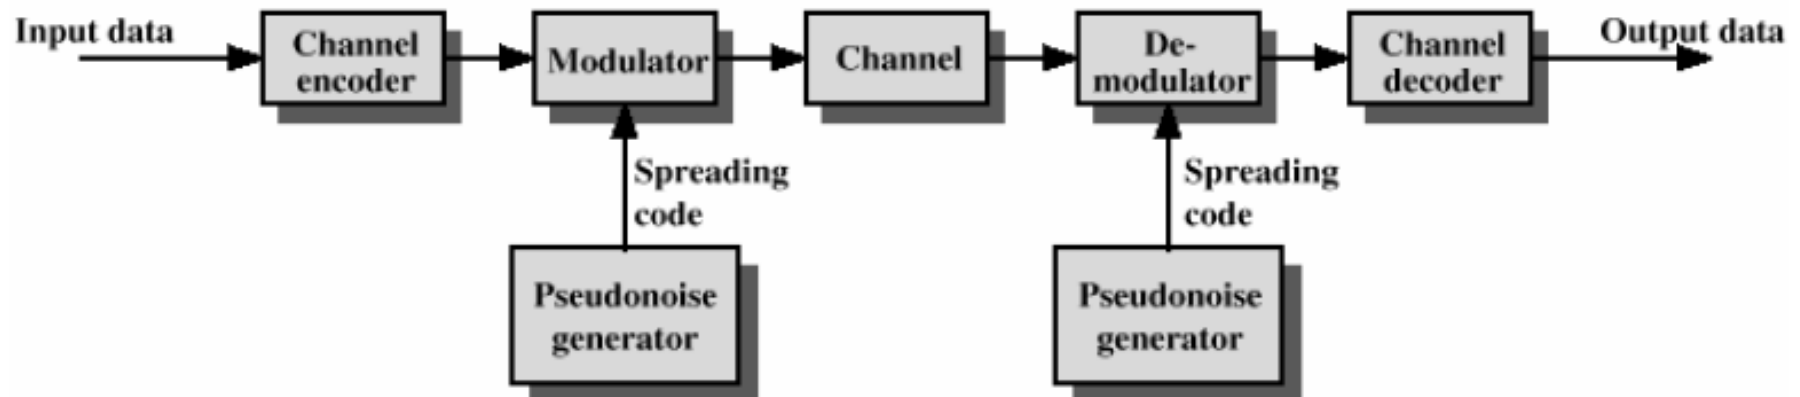 Input data
Channel
encoder
Modulator
Channel
De-
modulator
Channel
decoder
Output data
Spreading
code
Spreading
code
Pseudonoise
generator
Pseudonoise
generator